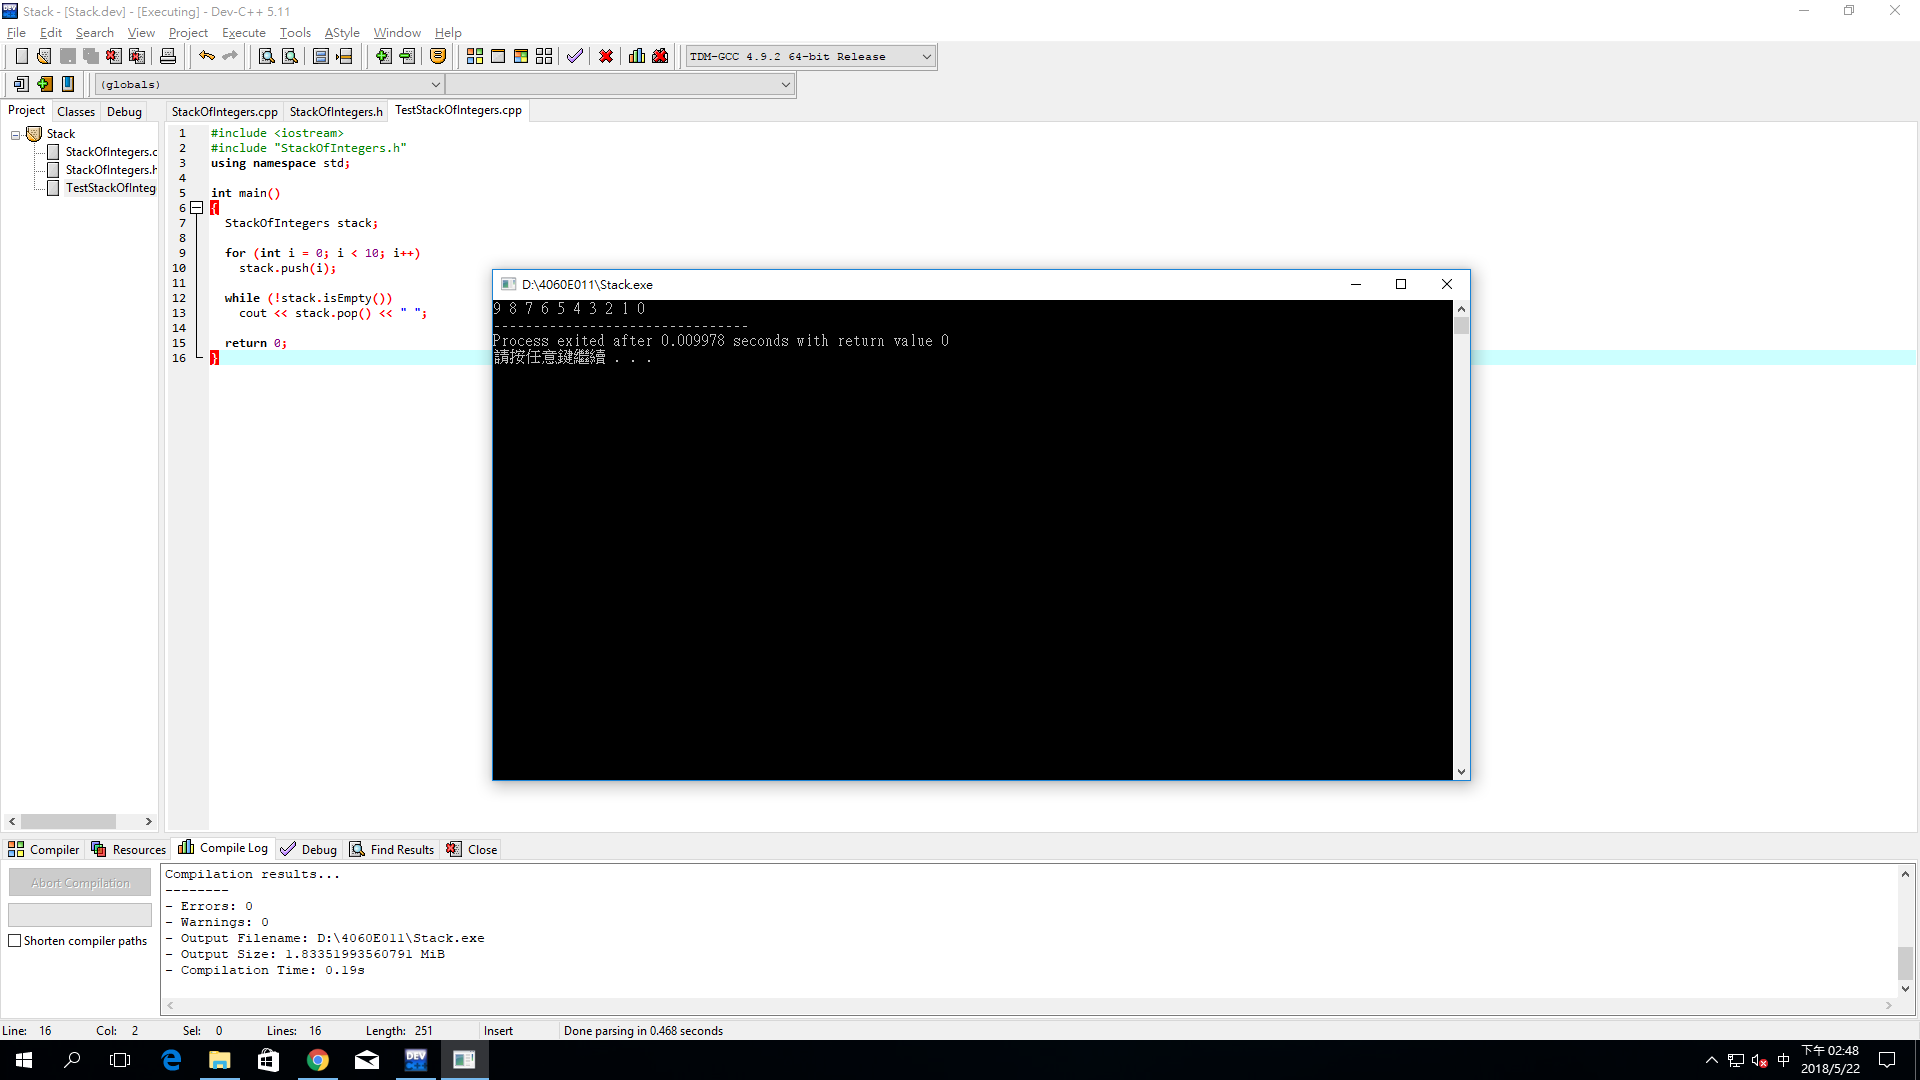 Stack - [Stack.dev] - [Executing] - Dev-C++ 5.11
File Edit Search View Project Execute Tools AStyle Window Help
TDM-GCC 4.9.2 64-bit Release
(globals)
Project Classes Debug
StackOfIntegers.cpp StackOfIntegers.h TestStackOfIntegers.cpp
Stack
StackOfIntegers.c
StackOfIntegers.h
TestStackOfInteg
1 #include <iostream>
2 #include "StackOfIntegers.h"
3 using namespace std;
4
5 int main()
6 {
7 StackOfIntegers stack;
8
9 for (int i = 0; i < 10; i++)
10 stack.push(i);
11
12 while (!stack.isEmpty())
13 cout << stack.pop() << " ";
14
15 return 0;
16 }
D:\4060E011\Stack.exe
9 8 7 6 5 4 3 2 1 0
--------------------------------
Process exited after 0.009978 seconds with return value 0
請按任意鍵繼續 . . .
Compiler Resources Compile Log Debug Find Results Close
Abort Compilation
Shorten compiler paths
Compilation results...
--------
- Errors: 0
- Warnings: 0
- Output Filename: D:\4060E011\Stack.exe
- Output Size: 1.83351993560791 MiB
- Compilation Time: 0.19s
Line: 16 Col: 2 Sel: 0 Lines: 16 Length: 251 Insert Done parsing in 0.468 seconds
DEV
中
下午 02:48
2018/5/22